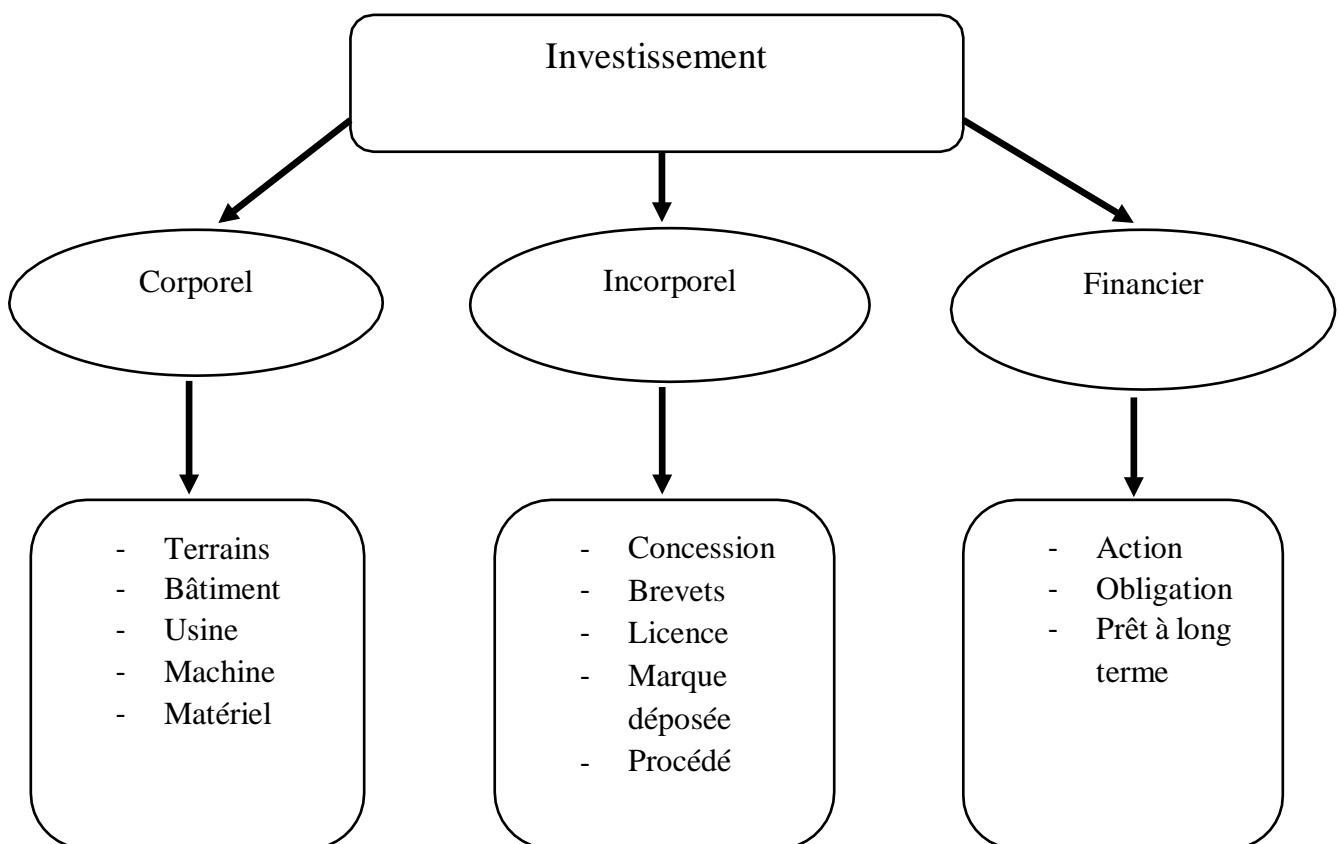 Investissement
Corporel
Incorporel
Financier
- Terrains
- Bâtiment
- Usine
- Machine
- Matériel
- Concession
- Brevets
- Licence
- Marque
déposée
- Procédé
- Action
- Obligation
- Prêt à long
terme